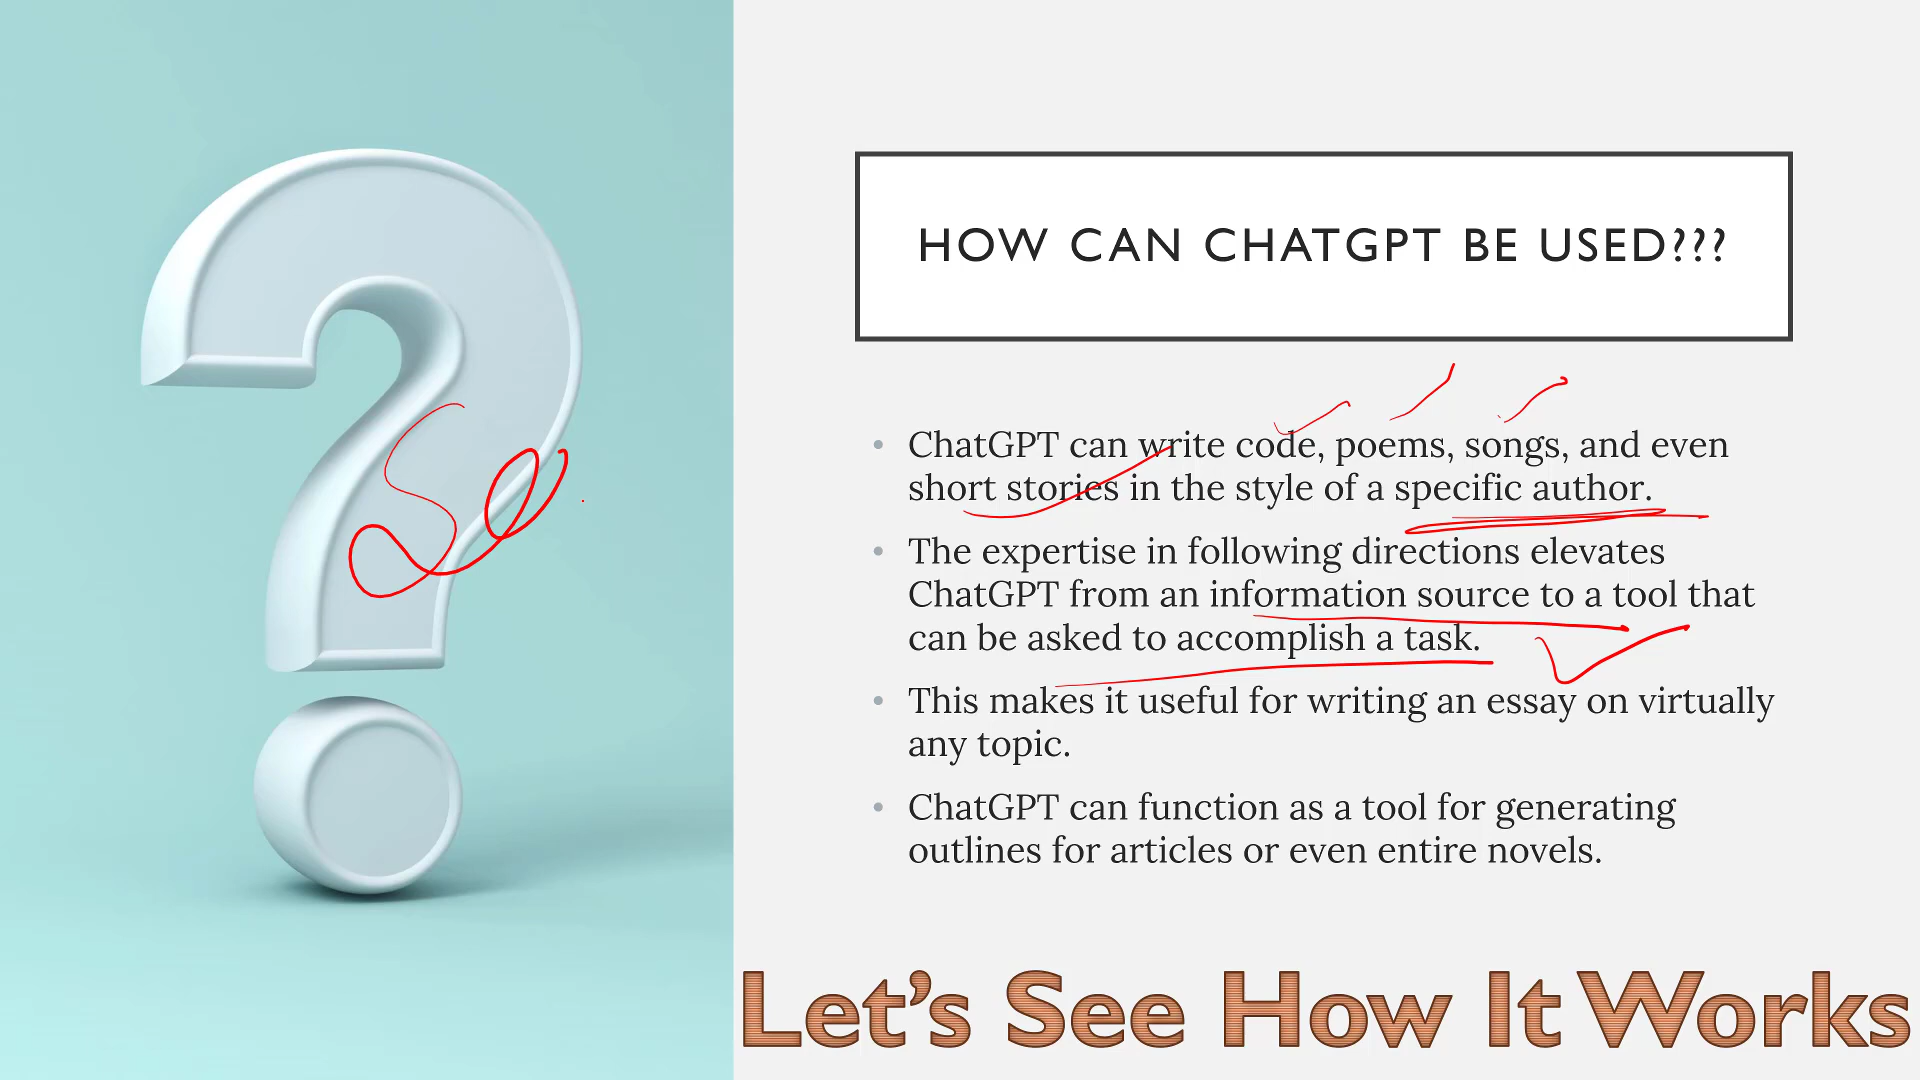 HOW CAN CHATGPT BE USED???
• ChatGPT can write code, poems, songs, and even
short stories in the style of a specific author.
• The expertise in following directions elevates
ChatGPT from an information source to a tool that
can be asked to accomplish a task.
• This makes it useful for writing an essay on virtually
any topic.
• ChatGPT can function as a tool for generating
outlines for articles or even entire novels.
Let's See How It Works